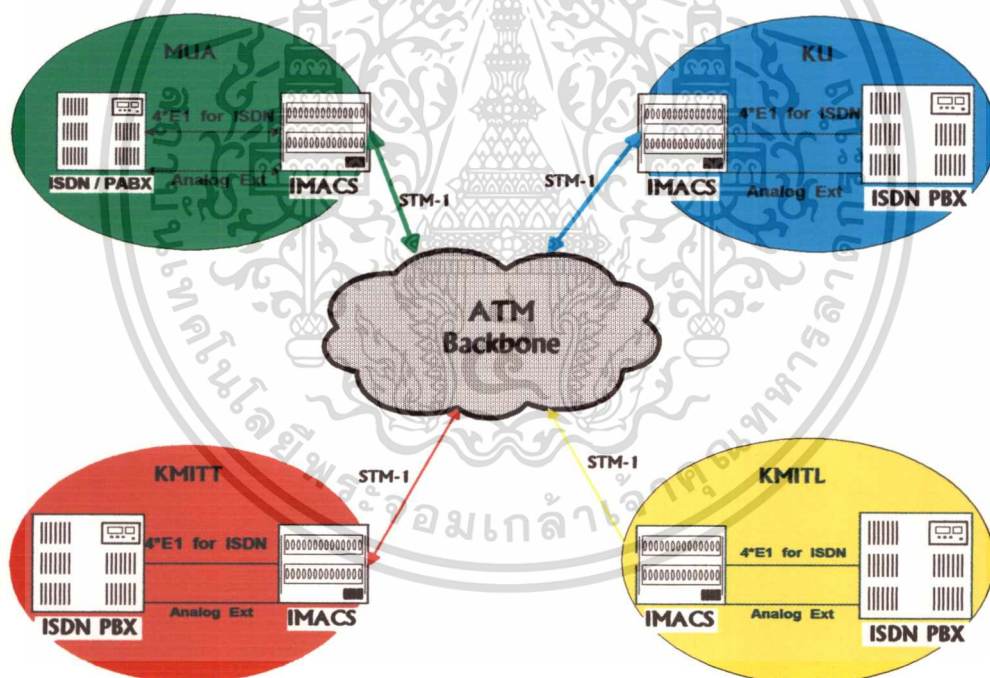 MUA
4*E1 for ISDN
Analog Ext
ISDN / PABX
IMACS
STM-1
KU
4*E1 for ISDN
Analog Ext
IMACS
ISDN PBX
STM-1
ATM
Backbone
KMITT
4*E1 for ISDN
Analog Ext
ISDN PBX
IMACS
STM-1
KMITL
4*E1 for ISDN
Analog Ext
IMACS
ISDN PBX
STM-1